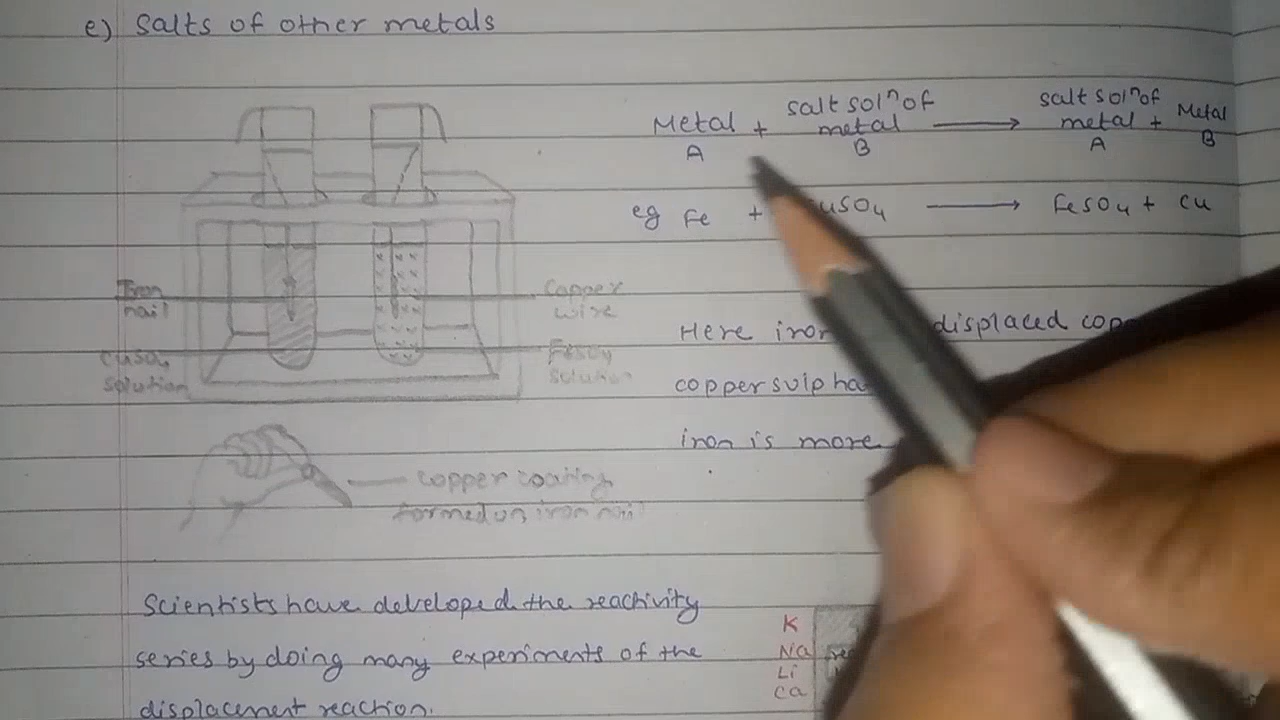 e) Salts of other metals
Metal + salt solⁿ of metal ⟶ salt solⁿ of metal + Metal
A B A B
eg Fe + CuSO4 ⟶ FeSO4 + Cu
Iron nail
Copper wire
CuSO4 solution
FeSO4 solution
Here iron displaced
copper sulpha
iron is more
copper coating
formed on iron nail
Scientists have developed the reactivity
series by doing many experiments of the
displacement reaction.
K
Na
Li
Ca